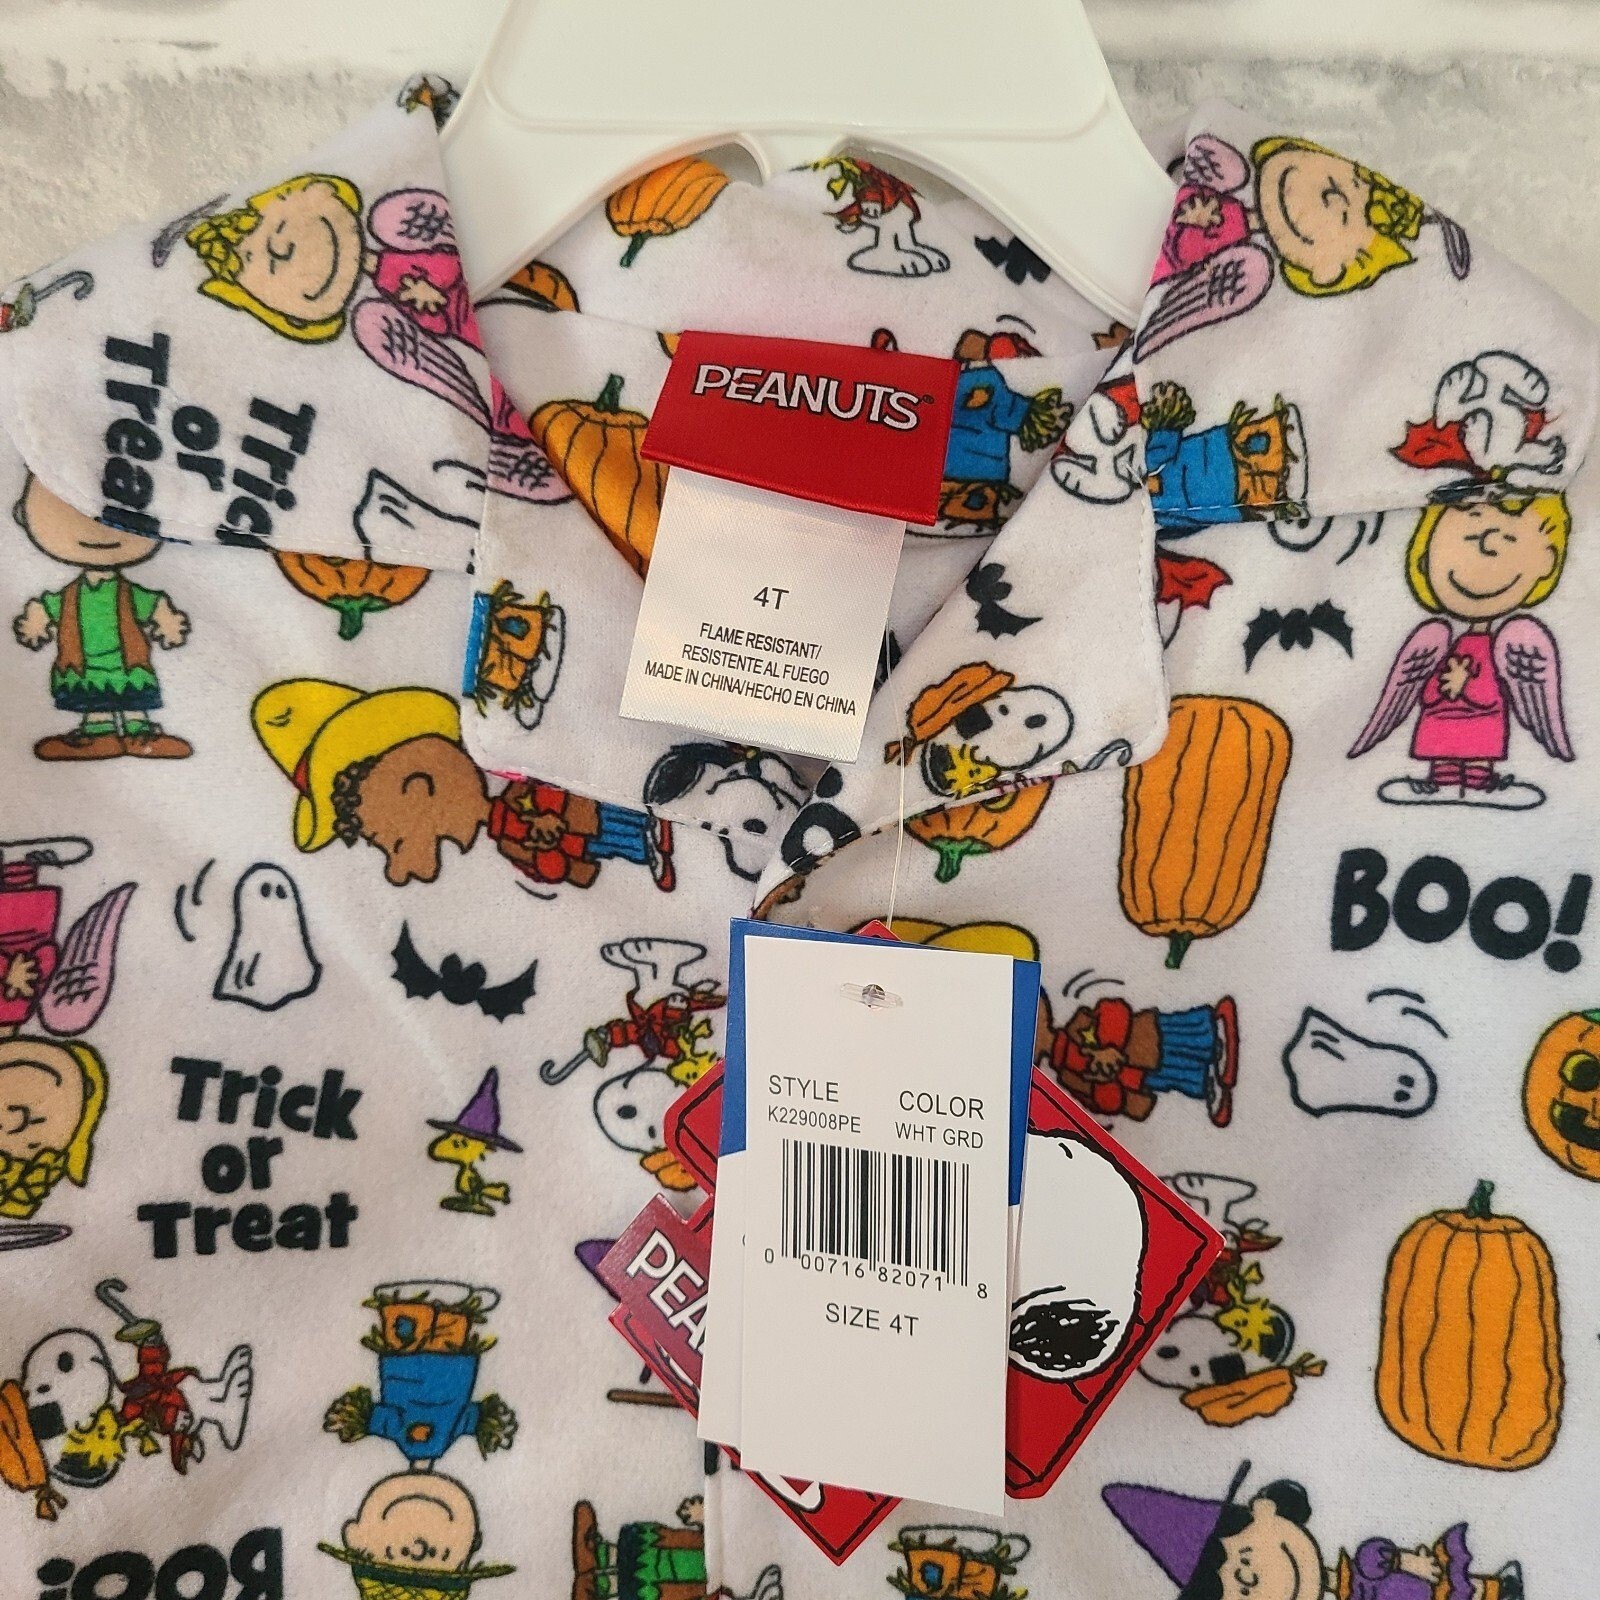 PEANUTS®
4T
FLAME RESISTANT/
RESISTENTE AL FUEGO
MADE IN CHINA/HECHO EN CHINA
Trick
or
Treat
BOO!
Trick
or
Treat
STYLE COLOR
K229008PE WHT GRD
0 00716 82071 8
SIZE 4T
PEA
BOO!